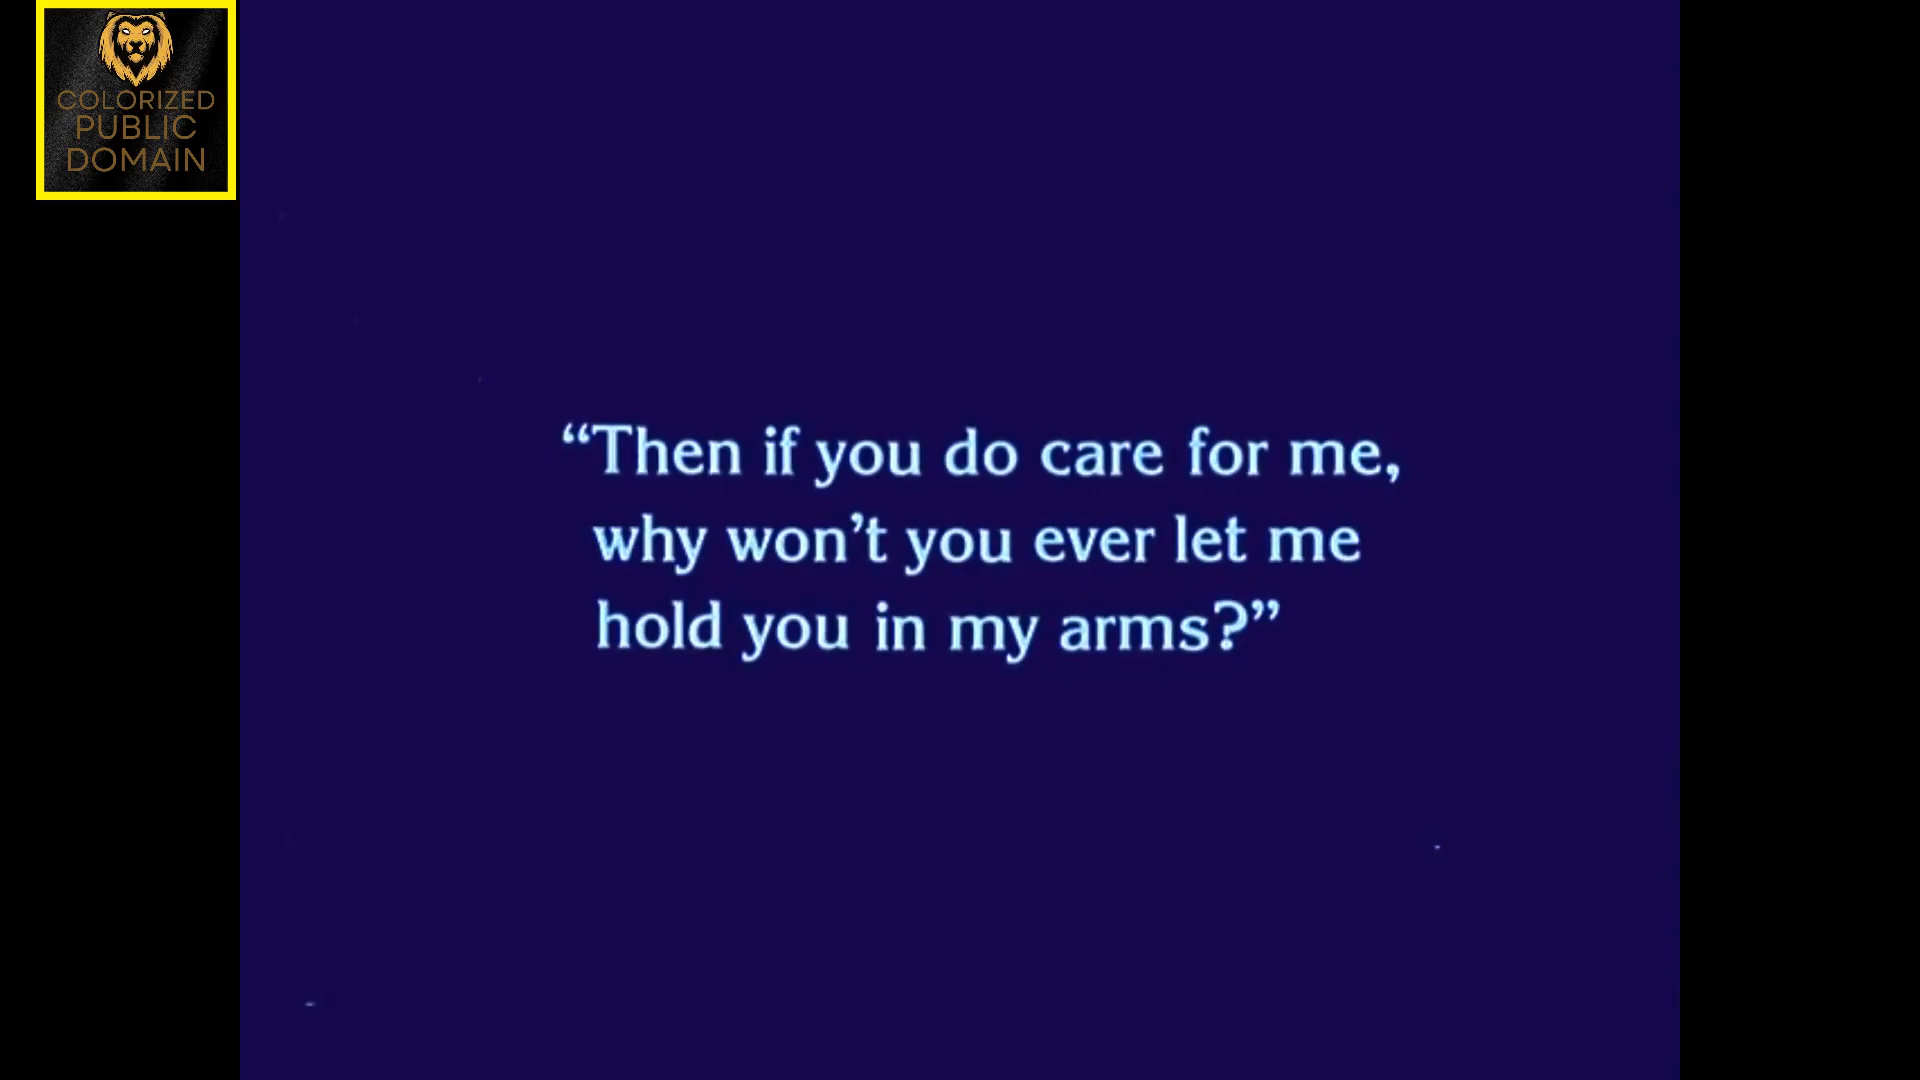 COLORIZED
PUBLIC
DOMAIN
“Then if you do care for me,
why won’t you ever let me
hold you in my arms?”